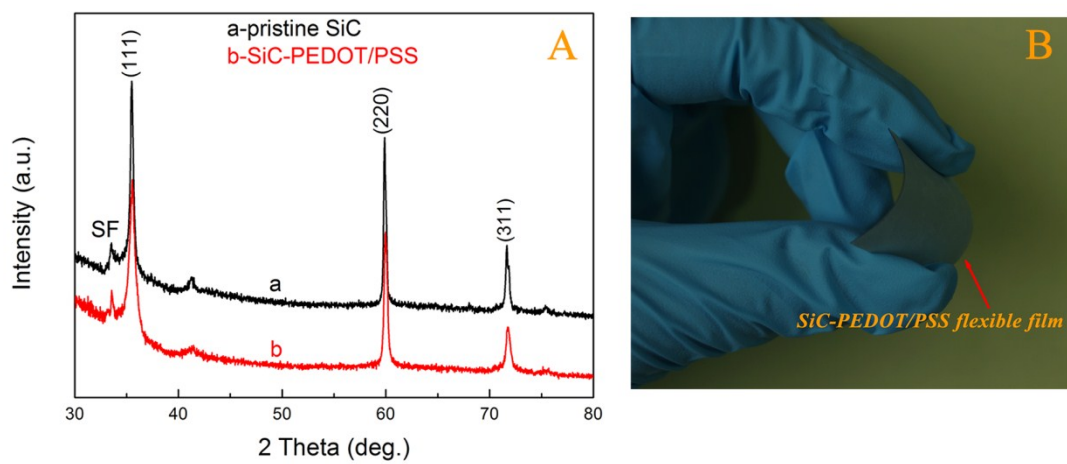 a-pristine SiC
b-SiC-PEDOT/PSS
A
(111)
(220)
(311)
SF
a
b
Intensity (a.u.)
30 40 50 60 70 80
2 Theta (deg.)
B
SiC-PEDOT/PSS flexible film